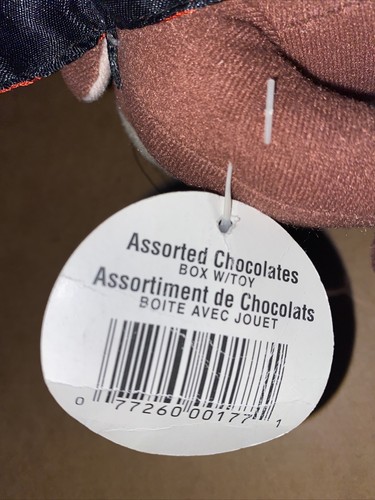 Assorted Chocolates
BOX W/TOY
Assortiment de Chocolats
BOITE AVEC JOUET
0 77260 00177 1